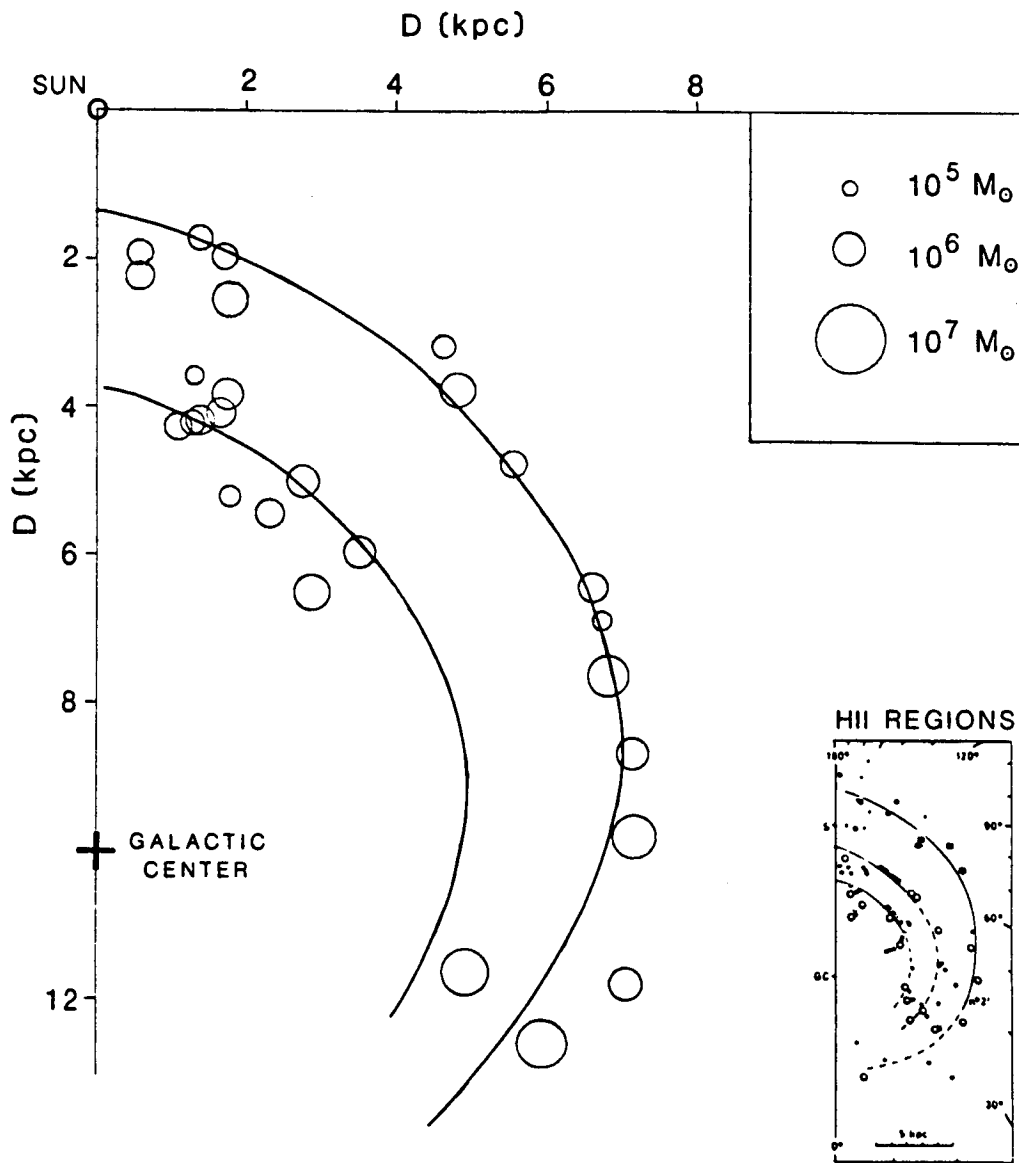 D (kpc)
SUN
2
4
6
8
10⁵ M⊙
10⁶ M⊙
10⁷ M⊙
D (kpc)
2
4
6
8
12
GALACTIC
CENTER
HII REGIONS
180°
120°
S
90°
60°
GC
30°
0°
5 kpc